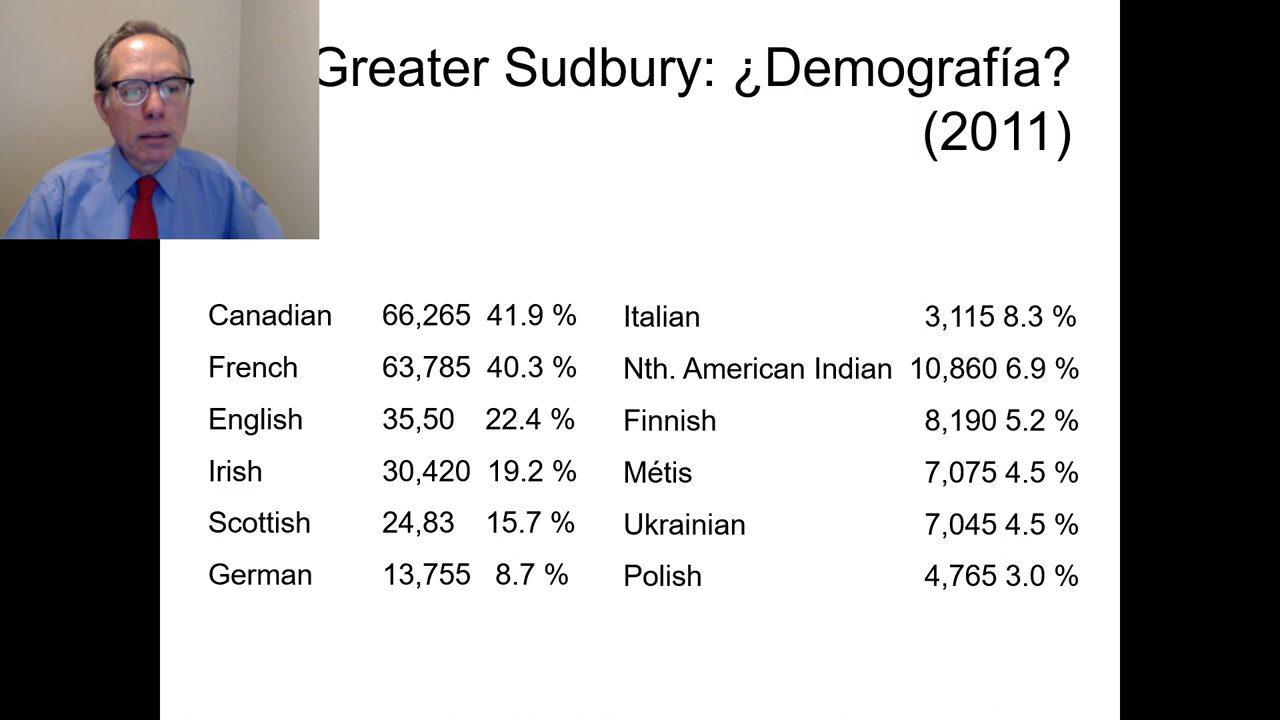 Greater Sudbury: ¿Demografía?
(2011)
Canadian 66,265 41.9 %
French 63,785 40.3 %
English 35,50 22.4 %
Irish 30,420 19.2 %
Scottish 24,83 15.7 %
German 13,755 8.7 %
Italian 3,115 8.3 %
Nth. American Indian 10,860 6.9 %
Finnish 8,190 5.2 %
Métis 7,075 4.5 %
Ukrainian 7,045 4.5 %
Polish 4,765 3.0 %